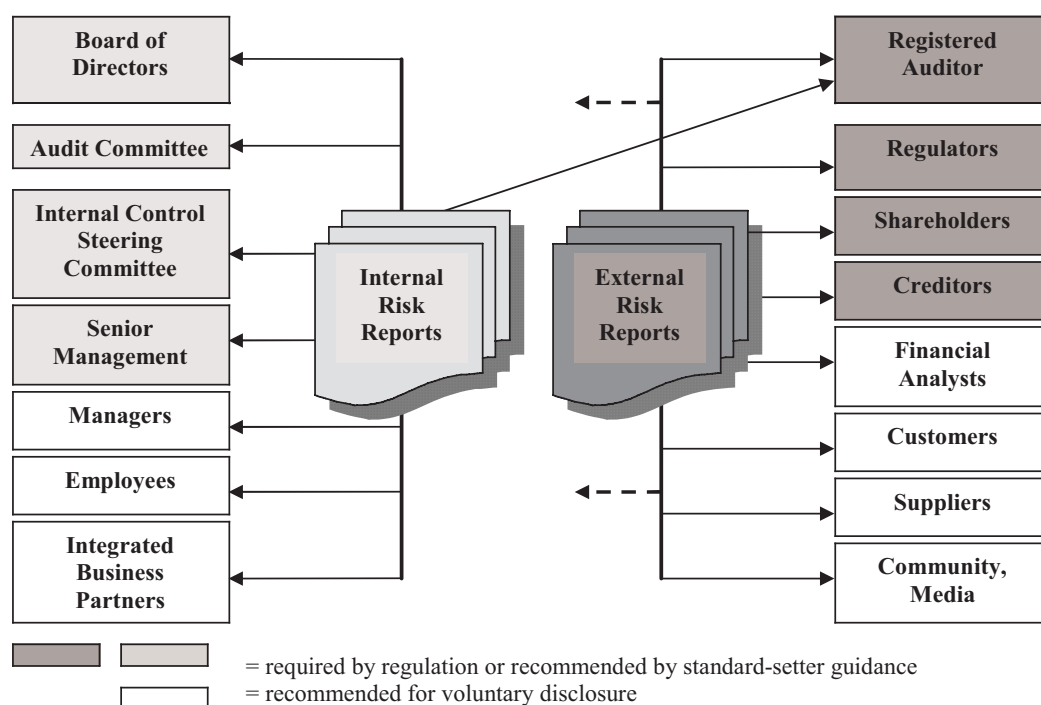 Board of
Directors
Audit Committee
Internal Control
Steering
Committee
Senior
Management
Managers
Employees
Integrated
Business
Partners
Internal
Risk
Reports
External
Risk
Reports
Registered
Auditor
Regulators
Shareholders
Creditors
Financial
Analysts
Customers
Suppliers
Community,
Media
= required by regulation or recommended by standard-setter guidance
= recommended for voluntary disclosure